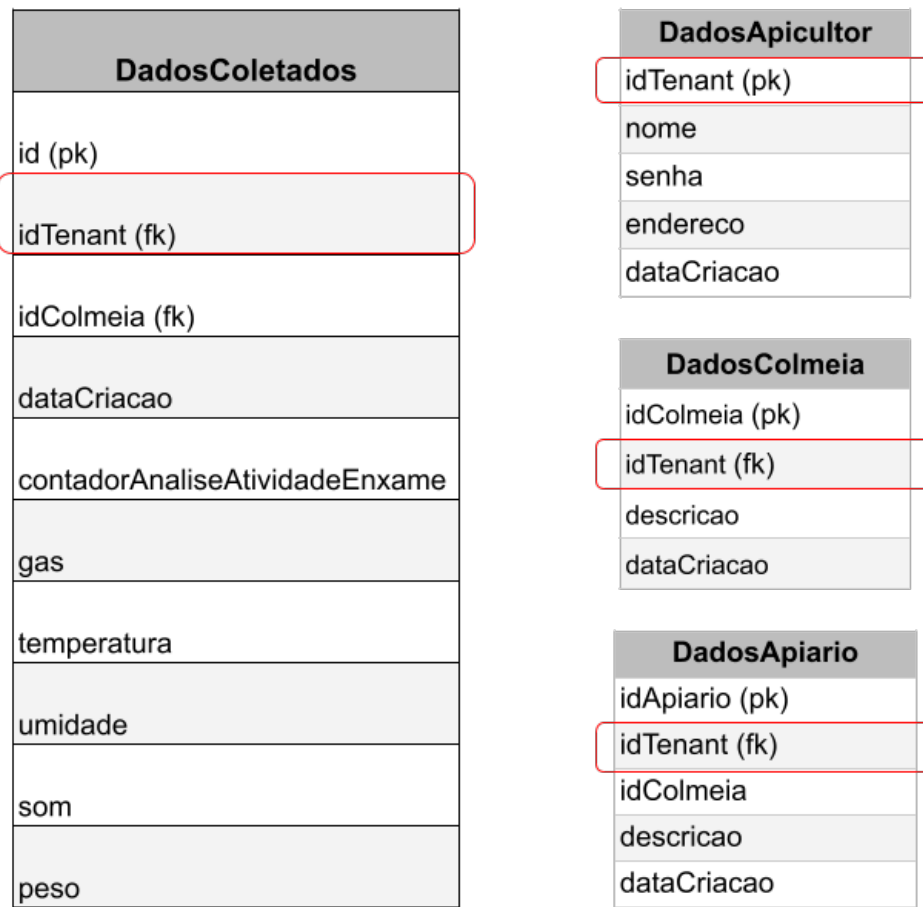 DadosColetados
id (pk)
idTenant (fk)
idColmeia (fk)
dataCriacao
contadorAnaliseAtividadeEnxame
gas
temperatura
umidade
som
peso
DadosApicultor
idTenant (pk)
nome
senha
endereco
dataCriacao
DadosColmeia
idColmeia (pk)
idTenant (fk)
descricao
dataCriacao
DadosApiario
idApiario (pk)
idTenant (fk)
idColmeia
descricao
dataCriacao